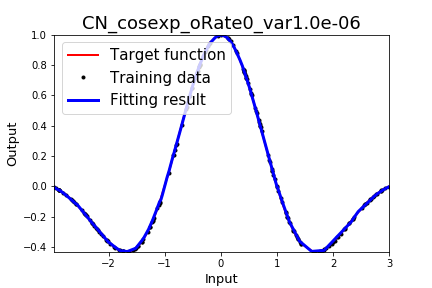 CN_cosexp_oRate0_var1.0e-06
Target function
Training data
Fitting result
1.0
0.8
0.6
0.4
0.2
0.0
−0.2
−0.4
Output
−2
−1
0
1
2
3
Input